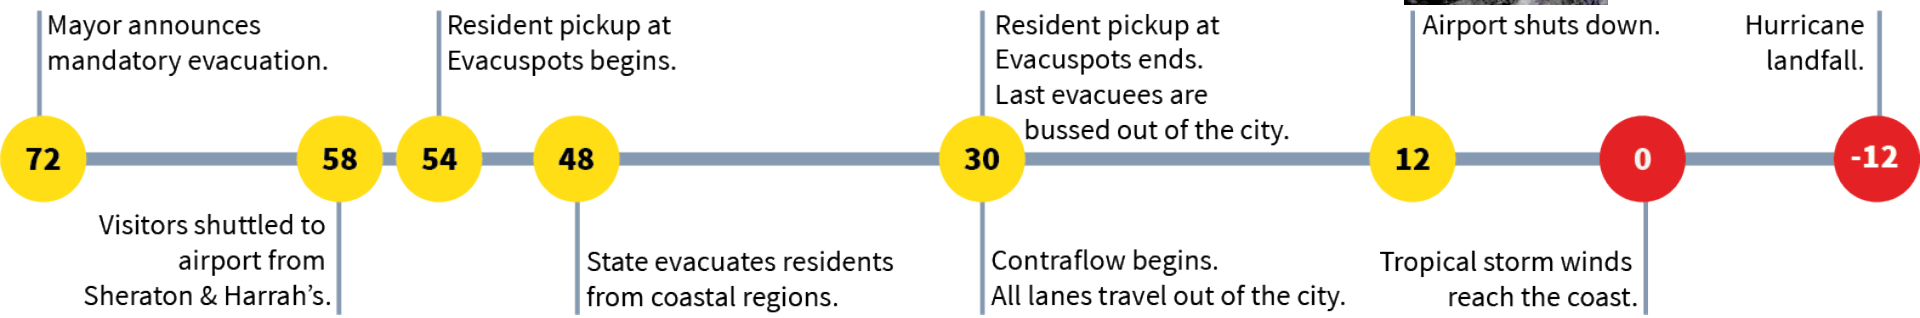 Mayor announces
mandatory evacuation.
Resident pickup at
Evacuspots begins.
Resident pickup at
Evacuspots ends.
Last evacuees are
bussed out of the city.
Airport shuts down.
Hurricane
landfall.
72
58
54
48
30
12
0
-12
Visitors shuttled to
airport from
Sheraton & Harrah's.
State evacuates residents
from coastal regions.
Contraflow begins.
All lanes travel out of the city.
Tropical storm winds
reach the coast.